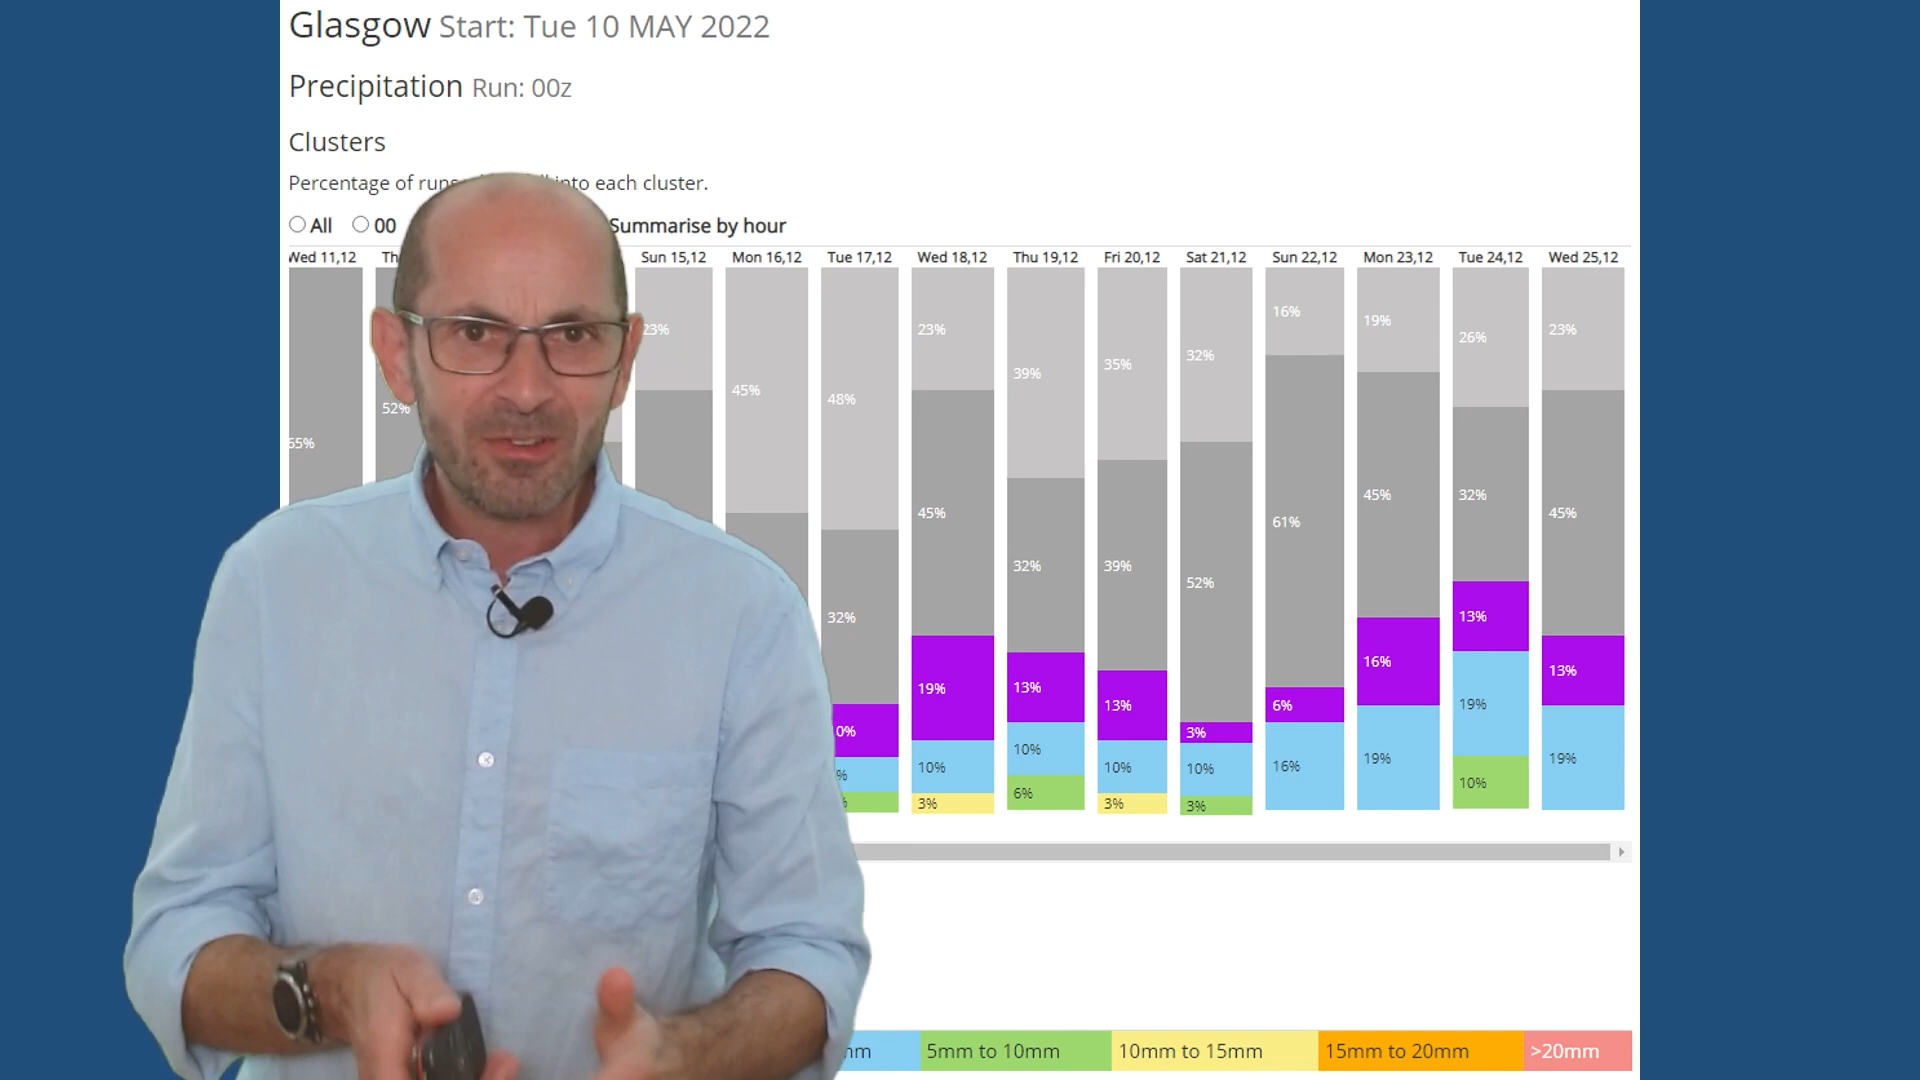 Glasgow Start: Tue 10 MAY 2022
Precipitation Run: 00z
Clusters
Percentage of runs into each cluster.
All 00 Summarise by hour
Wed 11,12 Sun 15,12 Mon 16,12 Tue 17,12 Wed 18,12 Thu 19,12 Fri 20,12 Sat 21,12 Sun 22,12 Mon 23,12 Tue 24,12 Wed 25,12
16%
19%
23% 23% 23%
26%
32%
35%
39%
45%
48%
52%
55%
45% 45%
32% 45%
61%
32% 39%
52%
32%
13%
16%
13%
19% 13%
13%
19%
6%
0% 3%
10%
19% 19%
10% 10% 10% 16%
% 10%
6%
3% 3% 3%
5mm to 10mm 10mm to 15mm 15mm to 20mm >20mm